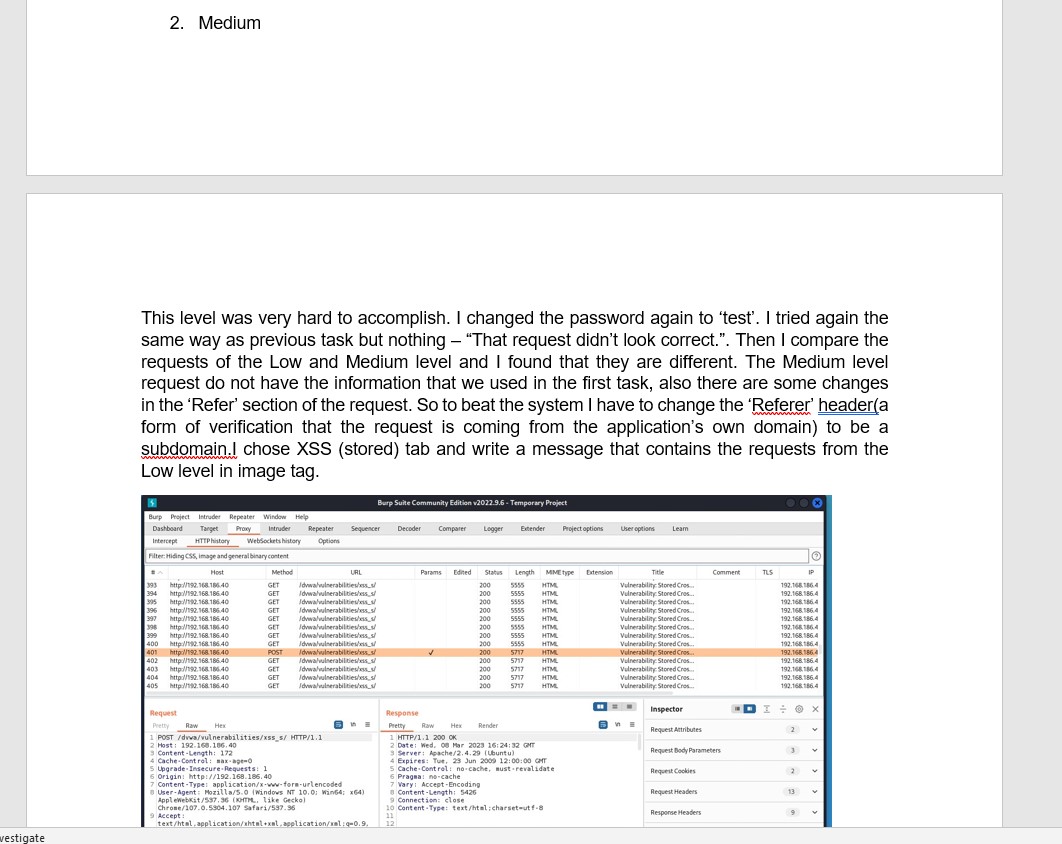 2. Medium
This level was very hard to accomplish. I changed the password again to ‘test’. I tried again the
same way as previous task but nothing – “That request didn’t look correct.”. Then I compare the
requests of the Low and Medium level and I found that they are different. The Medium level
request do not have the information that we used in the first task, also there are some changes
in the ‘Refer’ section of the request. So to beat the system I have to change the ‘Referer’ header(a
form of verification that the request is coming from the application’s own domain) to be a
subdomain.I chose XSS (stored) tab and write a message that contains the requests from the
Low level in image tag.
Burp Suite Community Edition v2022.9.6 - Temporary Project
Burp Project Intruder Repeater Window Help
Dashboard Target Proxy Intruder Repeater Sequencer Decoder Comparer Logger Extender Project options User options Learn
Intercept HTTP history WebSockets history Options
Filter: Hiding CSS, image and general binary content
# Host Method URL Params Edited Status Length MIME type Extension Title Comment TLS IP
393 http://192.168.186.40 GET /dvwa/vulnerabilities/xss_s/ 200 5555 HTML Vulnerability: Stored Cros... 192.168.186.4
394 http://192.168.186.40 GET /dvwa/vulnerabilities/xss_s/ 200 5555 HTML Vulnerability: Stored Cros... 192.168.186.4
395 http://192.168.186.40 GET /dvwa/vulnerabilities/xss_s/ 200 5555 HTML Vulnerability: Stored Cros... 192.168.186.4
396 http://192.168.186.40 GET /dvwa/vulnerabilities/xss_s/ 200 5555 HTML Vulnerability: Stored Cros... 192.168.186.4
397 http://192.168.186.40 GET /dvwa/vulnerabilities/xss_s/ 200 5555 HTML Vulnerability: Stored Cros... 192.168.186.4
398 http://192.168.186.40 GET /dvwa/vulnerabilities/xss_s/ 200 5555 HTML Vulnerability: Stored Cros... 192.168.186.4
399 http://192.168.186.40 GET /dvwa/vulnerabilities/xss_s/ 200 5555 HTML Vulnerability: Stored Cros... 192.168.186.4
400 http://192.168.186.40 GET /dvwa/vulnerabilities/xss_s/ 200 5555 HTML Vulnerability: Stored Cros... 192.168.186.4
401 http://192.168.186.40 POST /dvwa/vulnerabilities/xss_s/ ✓ 200 5717 HTML Vulnerability: Stored Cros... 192.168.186.4
402 http://192.168.186.40 GET /dvwa/vulnerabilities/xss_s/ 200 5717 HTML Vulnerability: Stored Cros... 192.168.186.4
403 http://192.168.186.40 GET /dvwa/vulnerabilities/xss_s/ 200 5717 HTML Vulnerability: Stored Cros... 192.168.186.4
404 http://192.168.186.40 GET /dvwa/vulnerabilities/xss_s/ 200 5717 HTML Vulnerability: Stored Cros... 192.168.186.4
405 http://192.168.186.40 GET /dvwa/vulnerabilities/xss_s/ 200 5717 HTML Vulnerability: Stored Cros... 192.168.186.4
Request
Pretty Raw Hex
1 POST /dvwa/vulnerabilities/xss_s/ HTTP/1.1
2 Host: 192.168.186.40
3 Content-Length: 172
4 Cache-Control: max-age=0
5 Upgrade-Insecure-Requests: 1
6 Origin: http://192.168.186.40
7 Content-Type: application/x-www-form-urlencoded
8 User-Agent: Mozilla/5.0 (Windows NT 10.0; Win64; x64)
AppleWebKit/537.36 (KHTML, like Gecko)
Chrome/107.0.5304.107 Safari/537.36
9 Accept:
text/html,application/xhtml+xml,application/xml;q=0.9,
Response
Pretty Raw Hex Render
1 HTTP/1.1 200 OK
2 Date: Wed, 08 Mar 2023 16:24:32 GMT
3 Server: Apache/2.4.29 (Ubuntu)
4 Expires: Tue, 23 Jun 2009 12:00:00 GMT
5 Cache-Control: no-cache, must-revalidate
6 Pragma: no-cache
7 Vary: Accept-Encoding
8 Content-Length: 5426
9 Connection: close
10 Content-Type: text/html;charset=utf-8
11
12
Inspector
Request Attributes 2
Request Body Parameters 3
Request Cookies 2
Request Headers 13
Response Headers 9
vestigate